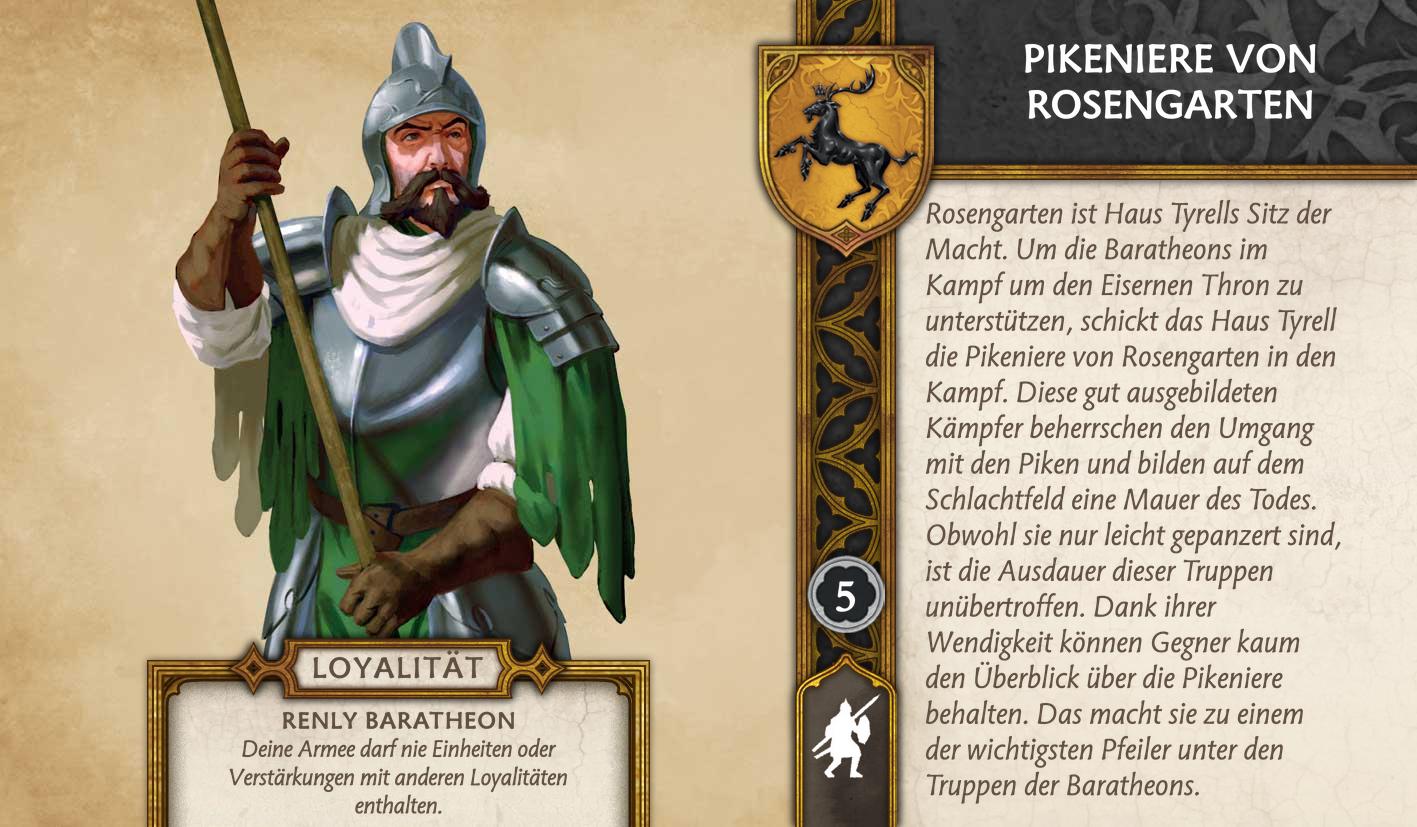 PIKENIERE VON
ROSENGARTEN
Rosengarten ist Haus Tyrells Sitz der
Macht. Um die Baratheons im
Kampf um den Eisernen Thron zu
unterstützen, schickt das Haus Tyrell
die Pikeniere von Rosengarten in den
Kampf. Diese gut ausgebildeten
Kämpfer beherrschen den Umgang
mit den Piken und bilden auf dem
Schlachtfeld eine Mauer des Todes.
Obwohl sie nur leicht gepanzert sind,
ist die Ausdauer dieser Truppen
unübertroffen. Dank ihrer
Wendigkeit können Gegner kaum
den Überblick über die Pikeniere
behalten. Das macht sie zu einem
der wichtigsten Pfeiler unter den
Truppen der Baratheons.
5
LOYALITÄT
RENLY BARATHEON
Deine Armee darf nie Einheiten oder
Verstärkungen mit anderen Loyalitäten
enthalten.